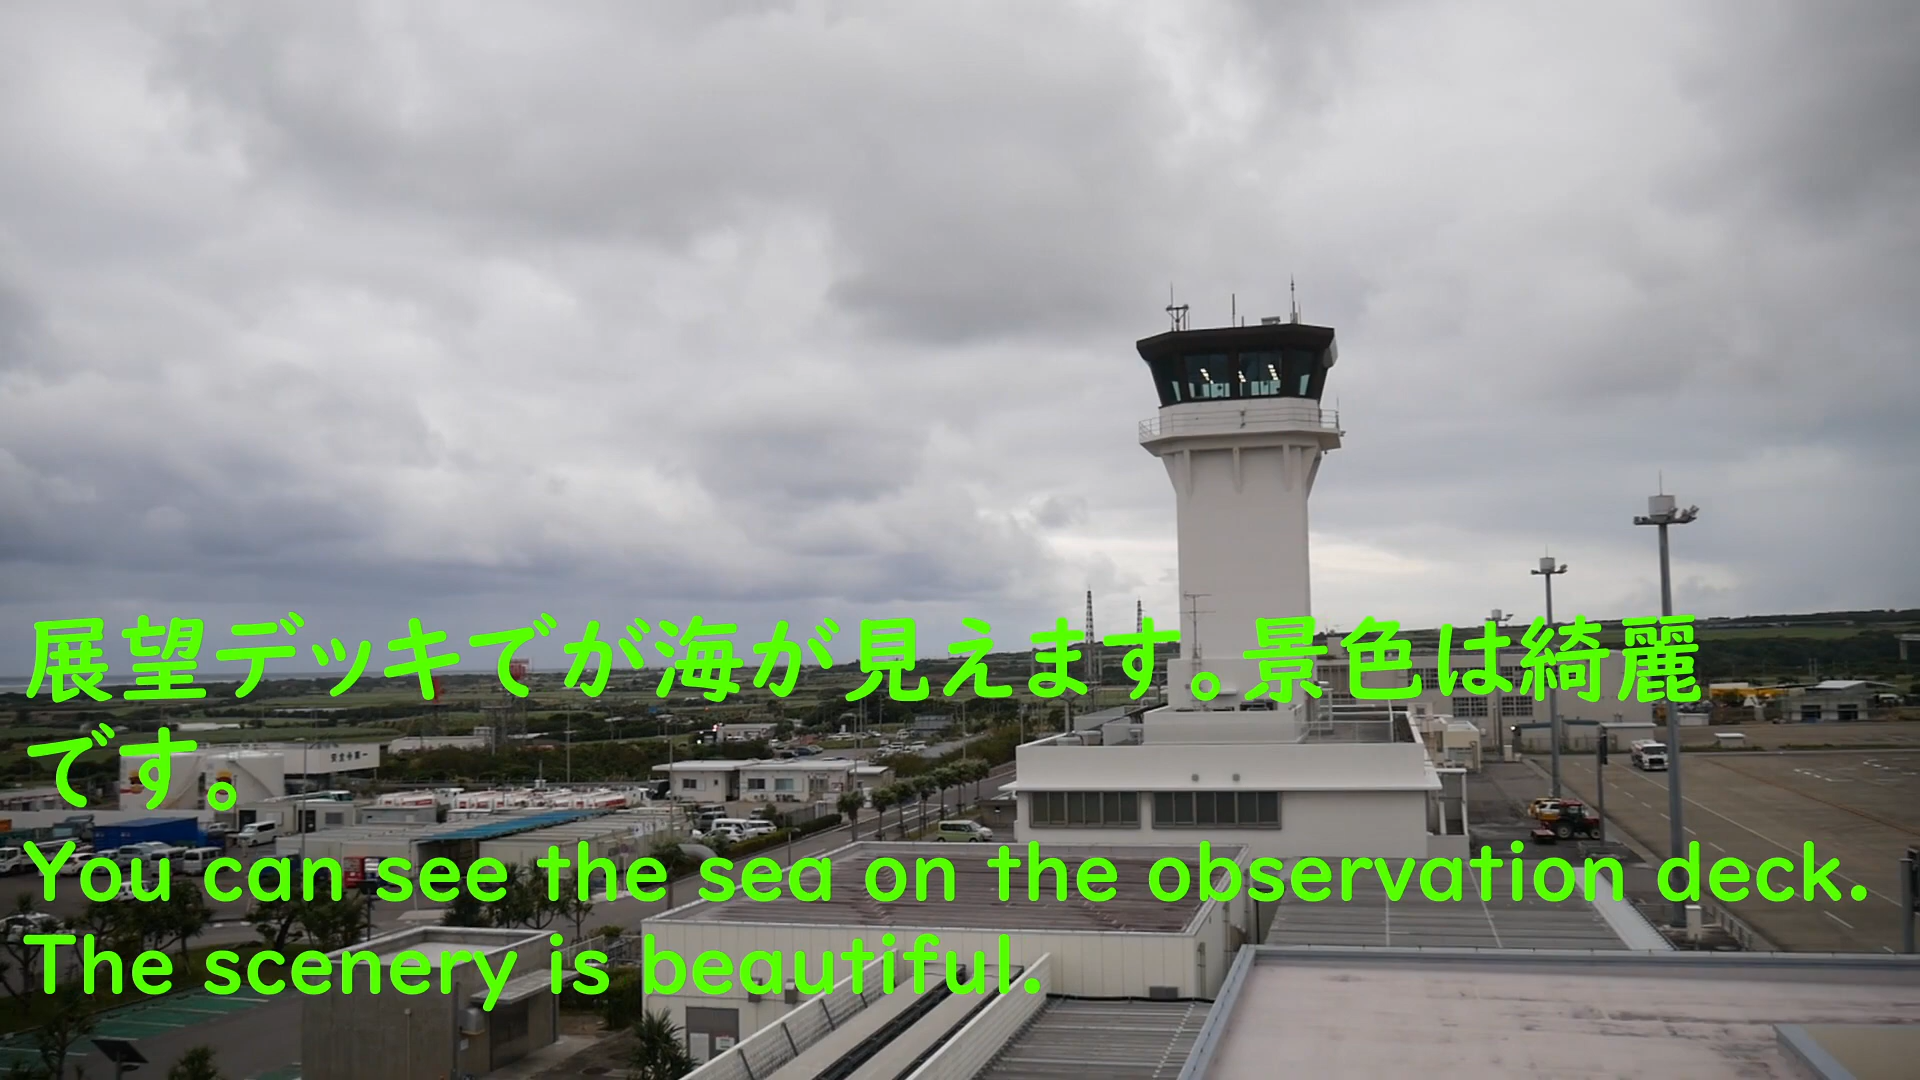 展望デッキでが海が見えます。景色は綺麗
です。
You can see the sea on the observation deck.
The scenery is beautiful.